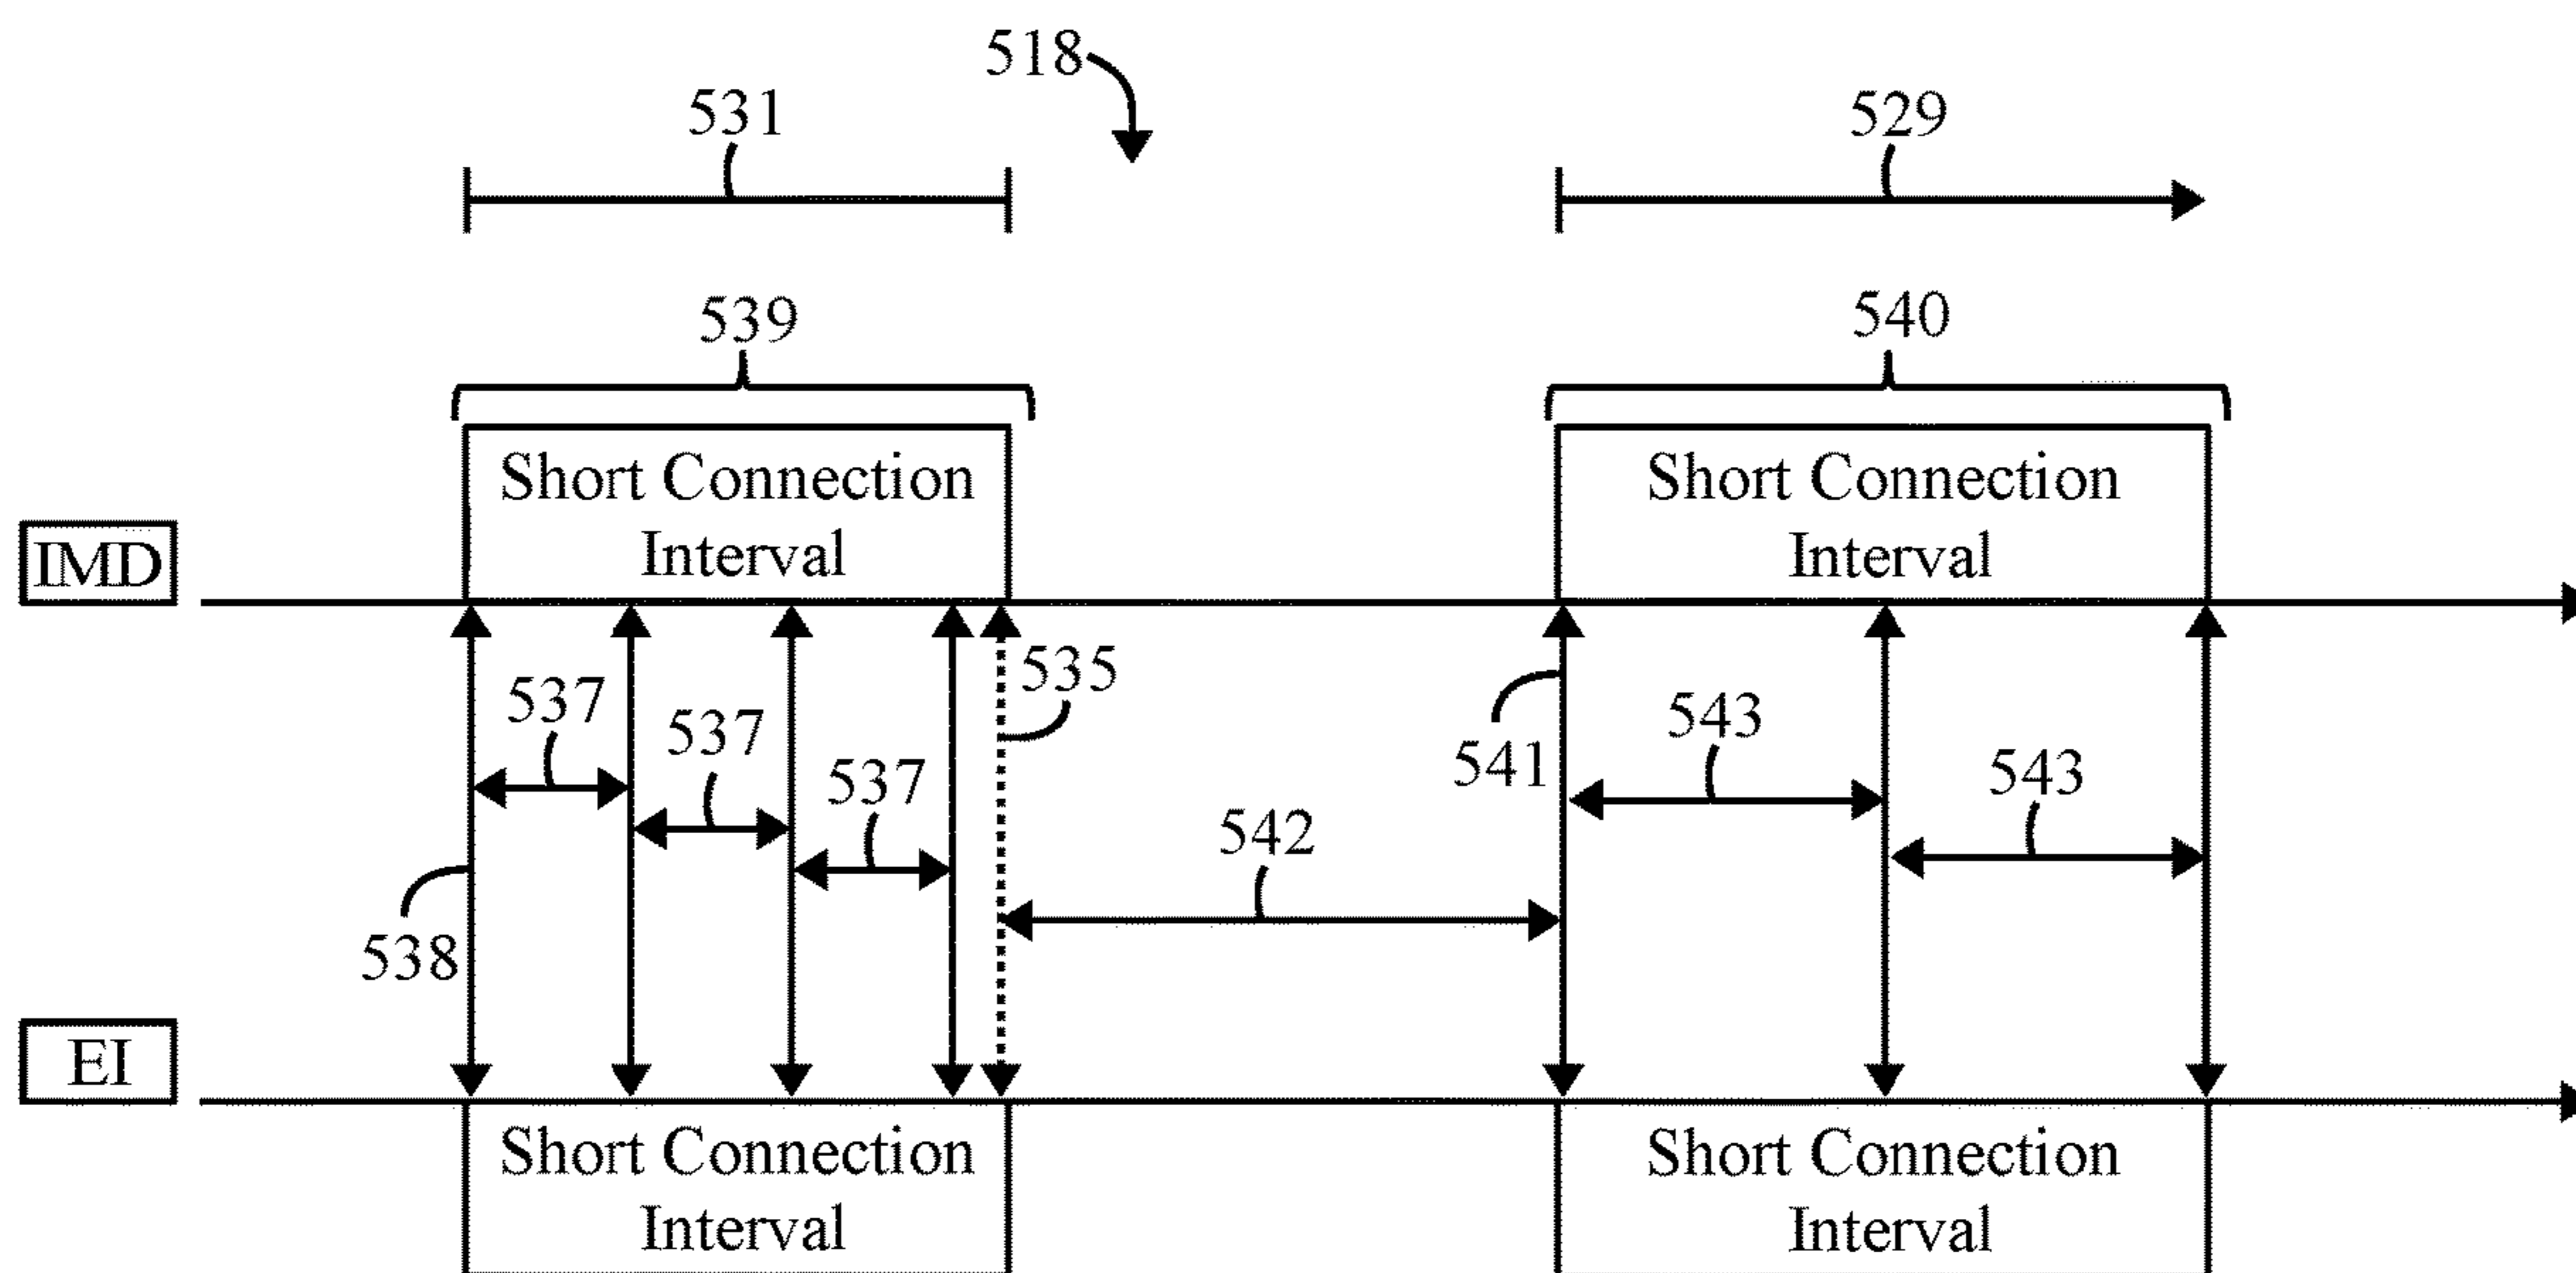 518
531
529
539
540
Short Connection
Interval
Short Connection
Interval
IMD
535
537
537
537
541
543
543
542
538
EI
Short Connection
Interval
Short Connection
Interval